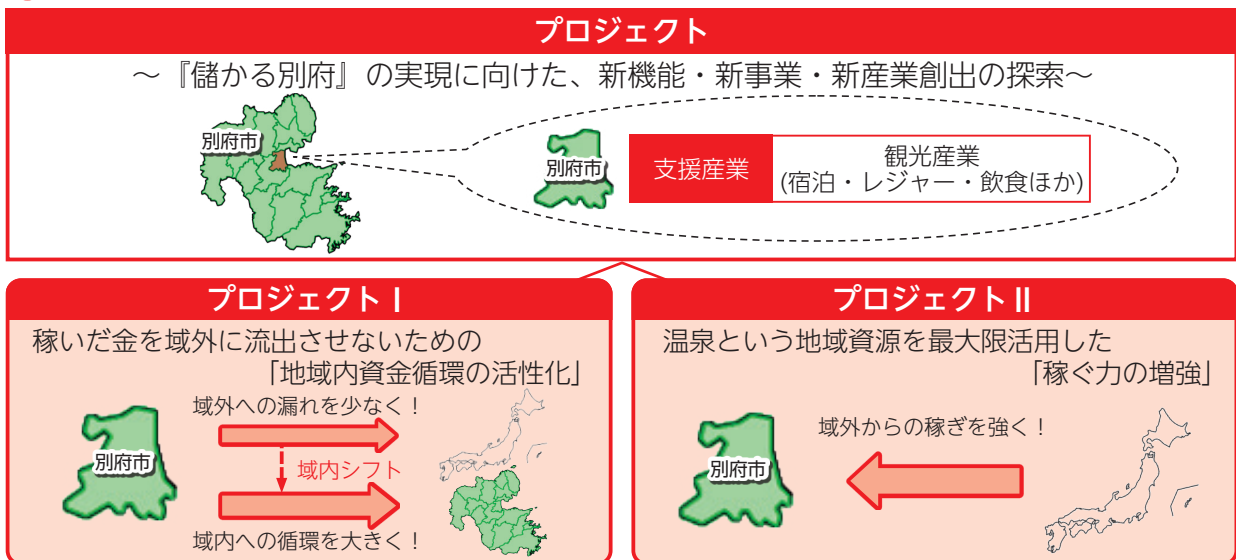 プロジェクト
～『儲かる別府』の実現に向けた、新機能・新事業・新産業創出の探索～
別府市
別府市
支援産業
観光産業
(宿泊・レジャー・飲食ほか)
プロジェクトⅠ
稼いだ金を域外に流出させないための
「地域内資金循環の活性化」
域外への漏れを少なく！
別府市
域内シフト
域内への循環を大きく！
プロジェクトⅡ
温泉という地域資源を最大限活用した
「稼ぐ力の増強」
域外からの稼ぎを強く！
別府市